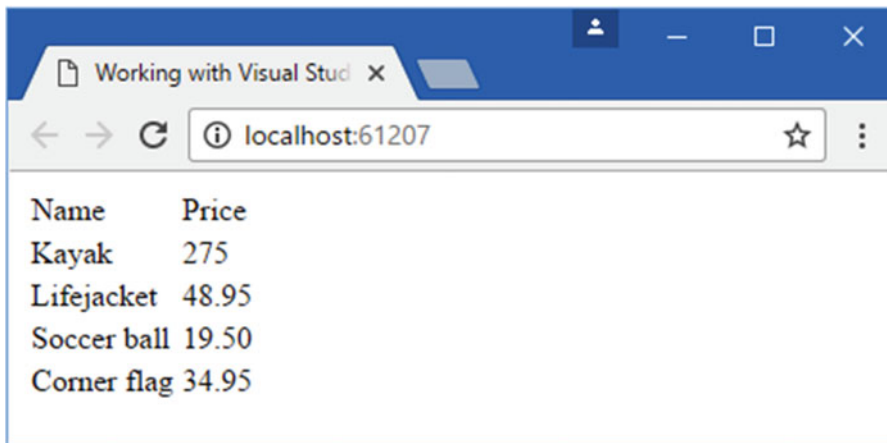 Working with Visual Stud
localhost:61207
Name Price
Kayak 275
Lifejacket 48.95
Soccer ball 19.50
Corner flag 34.95